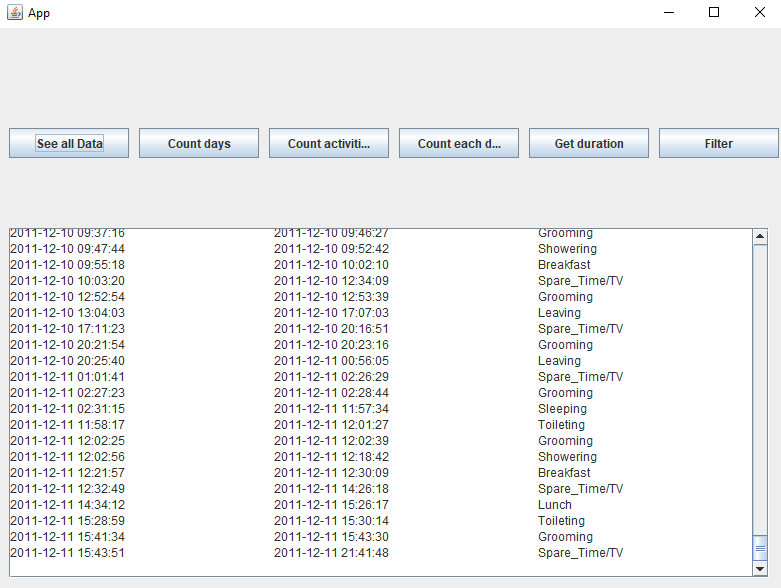 App
See all Data Count days Count activiti... Count each d... Get duration Filter
2011-12-10 09:37:16 2011-12-10 09:46:27 Grooming
2011-12-10 09:47:44 2011-12-10 09:52:42 Showering
2011-12-10 09:55:18 2011-12-10 10:02:10 Breakfast
2011-12-10 10:03:20 2011-12-10 12:34:09 Spare_Time/TV
2011-12-10 12:52:54 2011-12-10 12:53:39 Grooming
2011-12-10 13:04:03 2011-12-10 17:07:03 Leaving
2011-12-10 17:11:23 2011-12-10 20:16:51 Spare_Time/TV
2011-12-10 20:21:54 2011-12-10 20:23:16 Grooming
2011-12-10 20:25:40 2011-12-11 00:56:05 Leaving
2011-12-11 01:01:41 2011-12-11 02:26:29 Spare_Time/TV
2011-12-11 02:27:23 2011-12-11 02:28:44 Grooming
2011-12-11 02:31:15 2011-12-11 11:57:34 Sleeping
2011-12-11 11:58:17 2011-12-11 12:01:27 Toileting
2011-12-11 12:02:25 2011-12-11 12:02:39 Grooming
2011-12-11 12:02:56 2011-12-11 12:18:42 Showering
2011-12-11 12:21:57 2011-12-11 12:30:09 Breakfast
2011-12-11 12:32:49 2011-12-11 14:26:18 Spare_Time/TV
2011-12-11 14:34:12 2011-12-11 15:26:17 Lunch
2011-12-11 15:28:59 2011-12-11 15:30:14 Toileting
2011-12-11 15:41:34 2011-12-11 15:43:30 Grooming
2011-12-11 15:43:51 2011-12-11 21:41:48 Spare_Time/TV